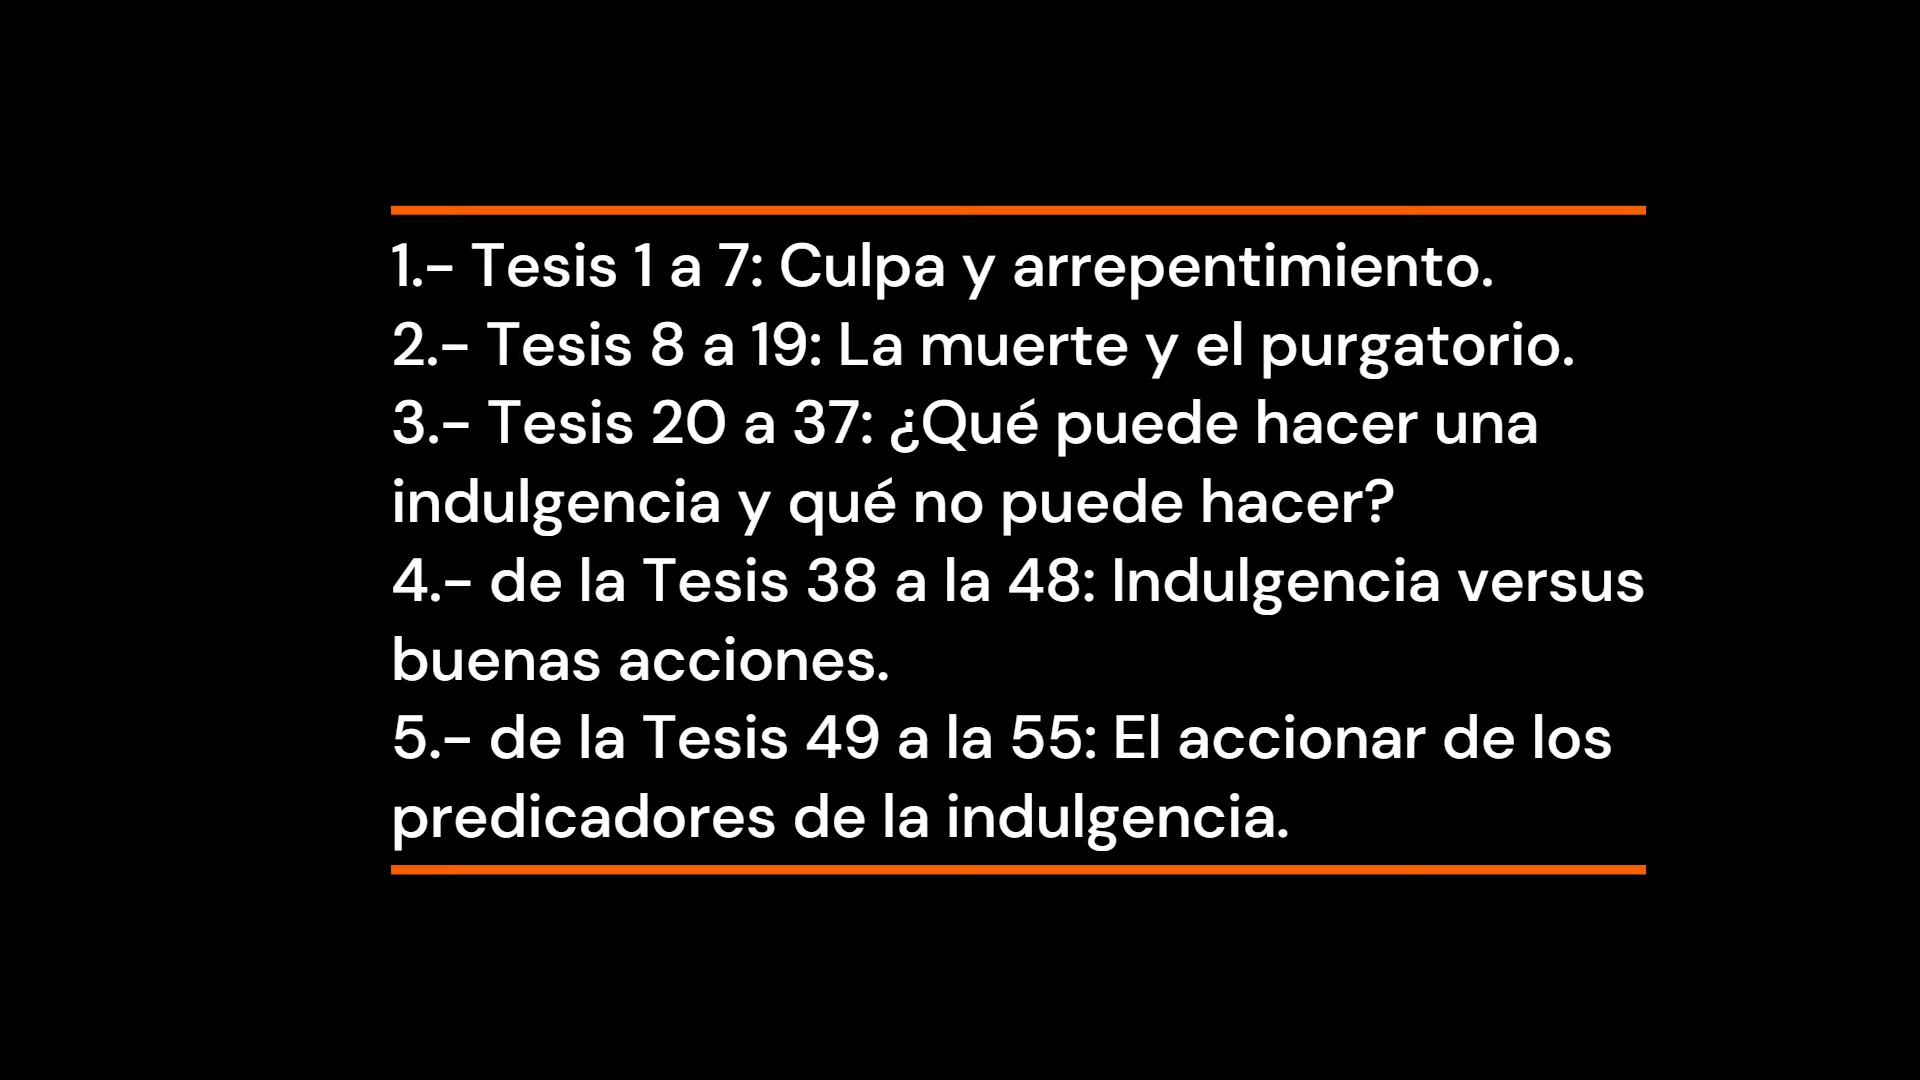 1.- Tesis 1 a 7: Culpa y arrepentimiento.
2.- Tesis 8 a 19: La muerte y el purgatorio.
3.- Tesis 20 a 37: ¿Qué puede hacer una
indulgencia y qué no puede hacer?
4.- de la Tesis 38 a la 48: Indulgencia versus
buenas acciones.
5.- de la Tesis 49 a la 55: El accionar de los
predicadores de la indulgencia.